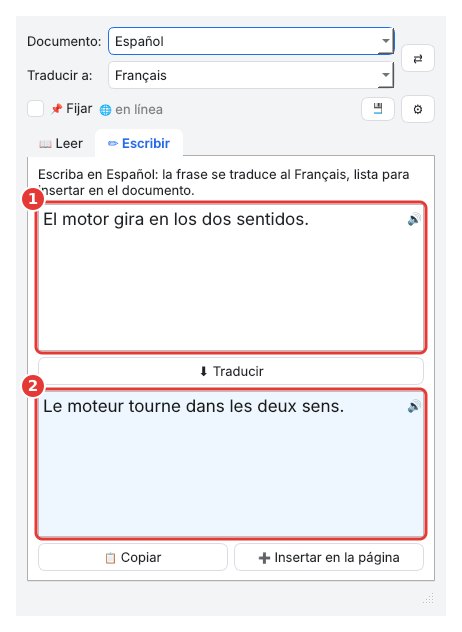 Documento: Español
Traducir a: Français
Fijar en línea
Leer Escribir
Escriba en Español: la frase se traduce al Français, lista para
insertar en el documento.
1
El motor gira en los dos sentidos.
Traducir
2
Le moteur tourne dans les deux sens.
Copiar Insertar en la página